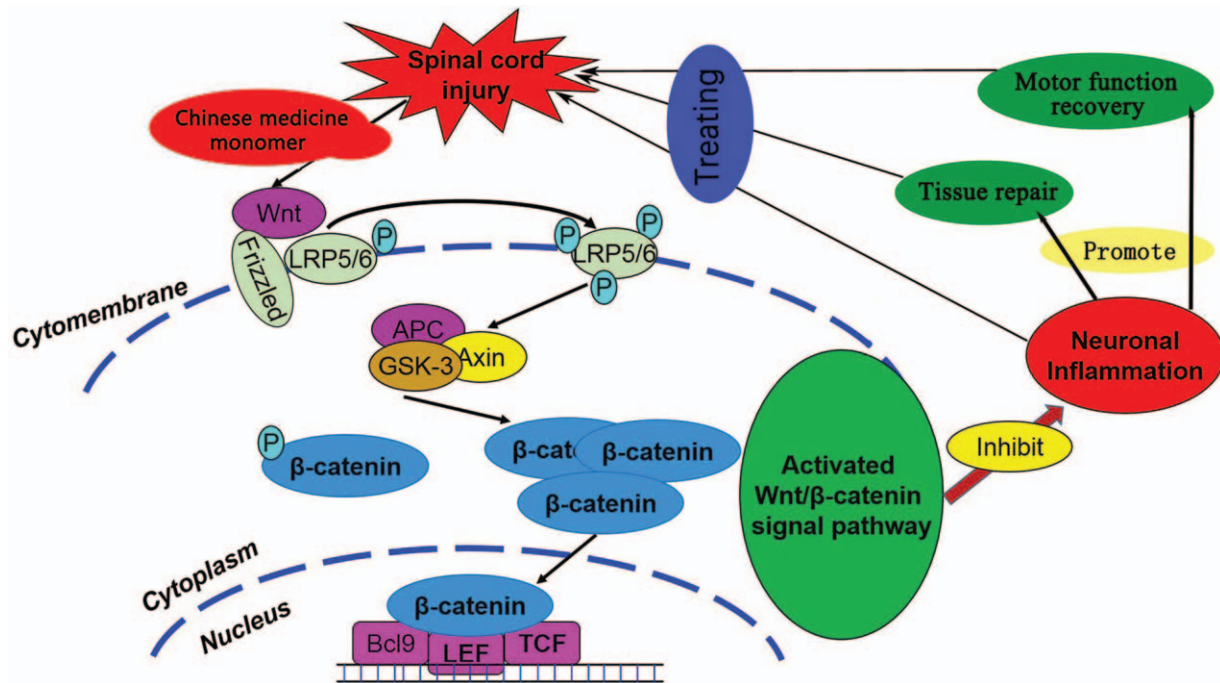 Spinal cord
injury
Chinese medicine
monomer
Treating
Motor function
recovery
Tissue repair
Promote
Wnt
Frizzled
LRP5/6
P
P
P
LRP5/6
P
Cytomembrane
APC
GSK-3
Axin
Neuronal
Inflammation
Inhibit
P
β-catenin
β-cate
β-catenin
β-catenin
Activated
Wnt/β-catenin
signal pathway
Cytoplasm
Nucleus
β-catenin
Bcl9
LEF
TCF